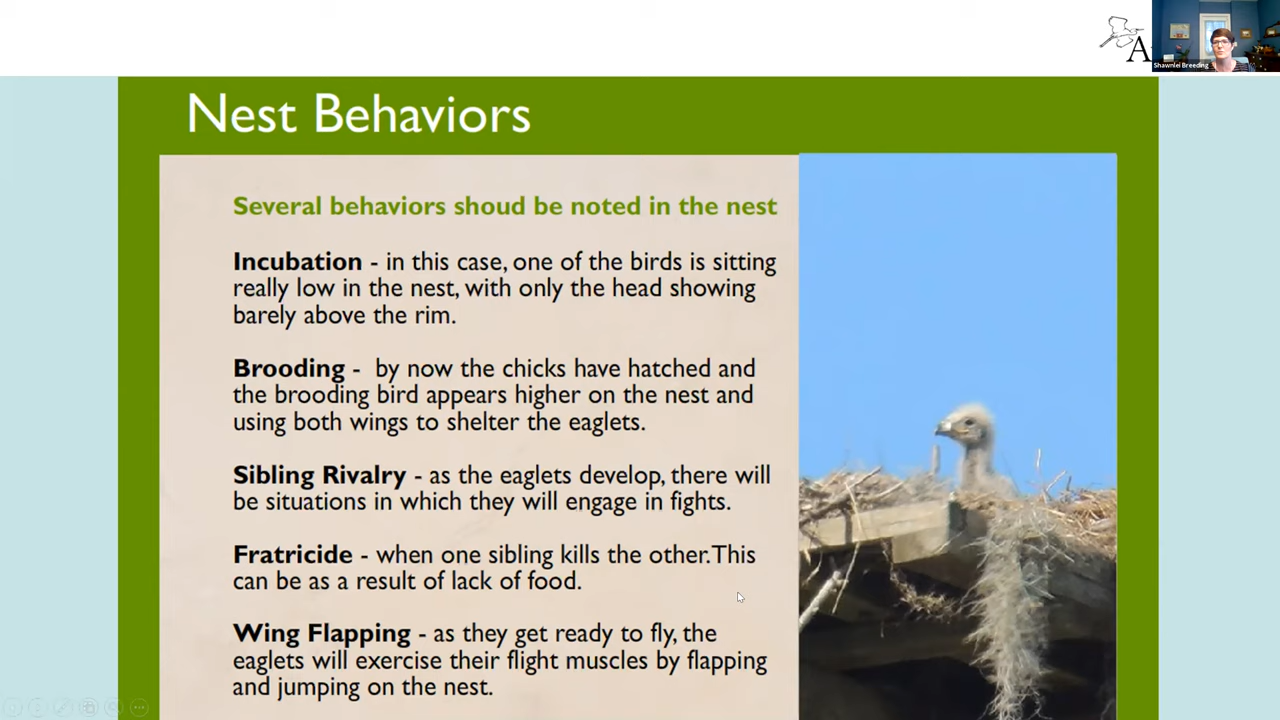 A
Shawnlei Breeding
Nest Behaviors
Several behaviors shoud be noted in the nest
Incubation - in this case, one of the birds is sitting
really low in the nest, with only the head showing
barely above the rim.
Brooding - by now the chicks have hatched and
the brooding bird appears higher on the nest and
using both wings to shelter the eaglets.
Sibling Rivalry - as the eaglets develop, there will
be situations in which they will engage in fights.
Fratricide - when one sibling kills the other. This
can be as a result of lack of food.
Wing Flapping - as they get ready to fly, the
eaglets will exercise their flight muscles by flapping
and jumping on the nest.